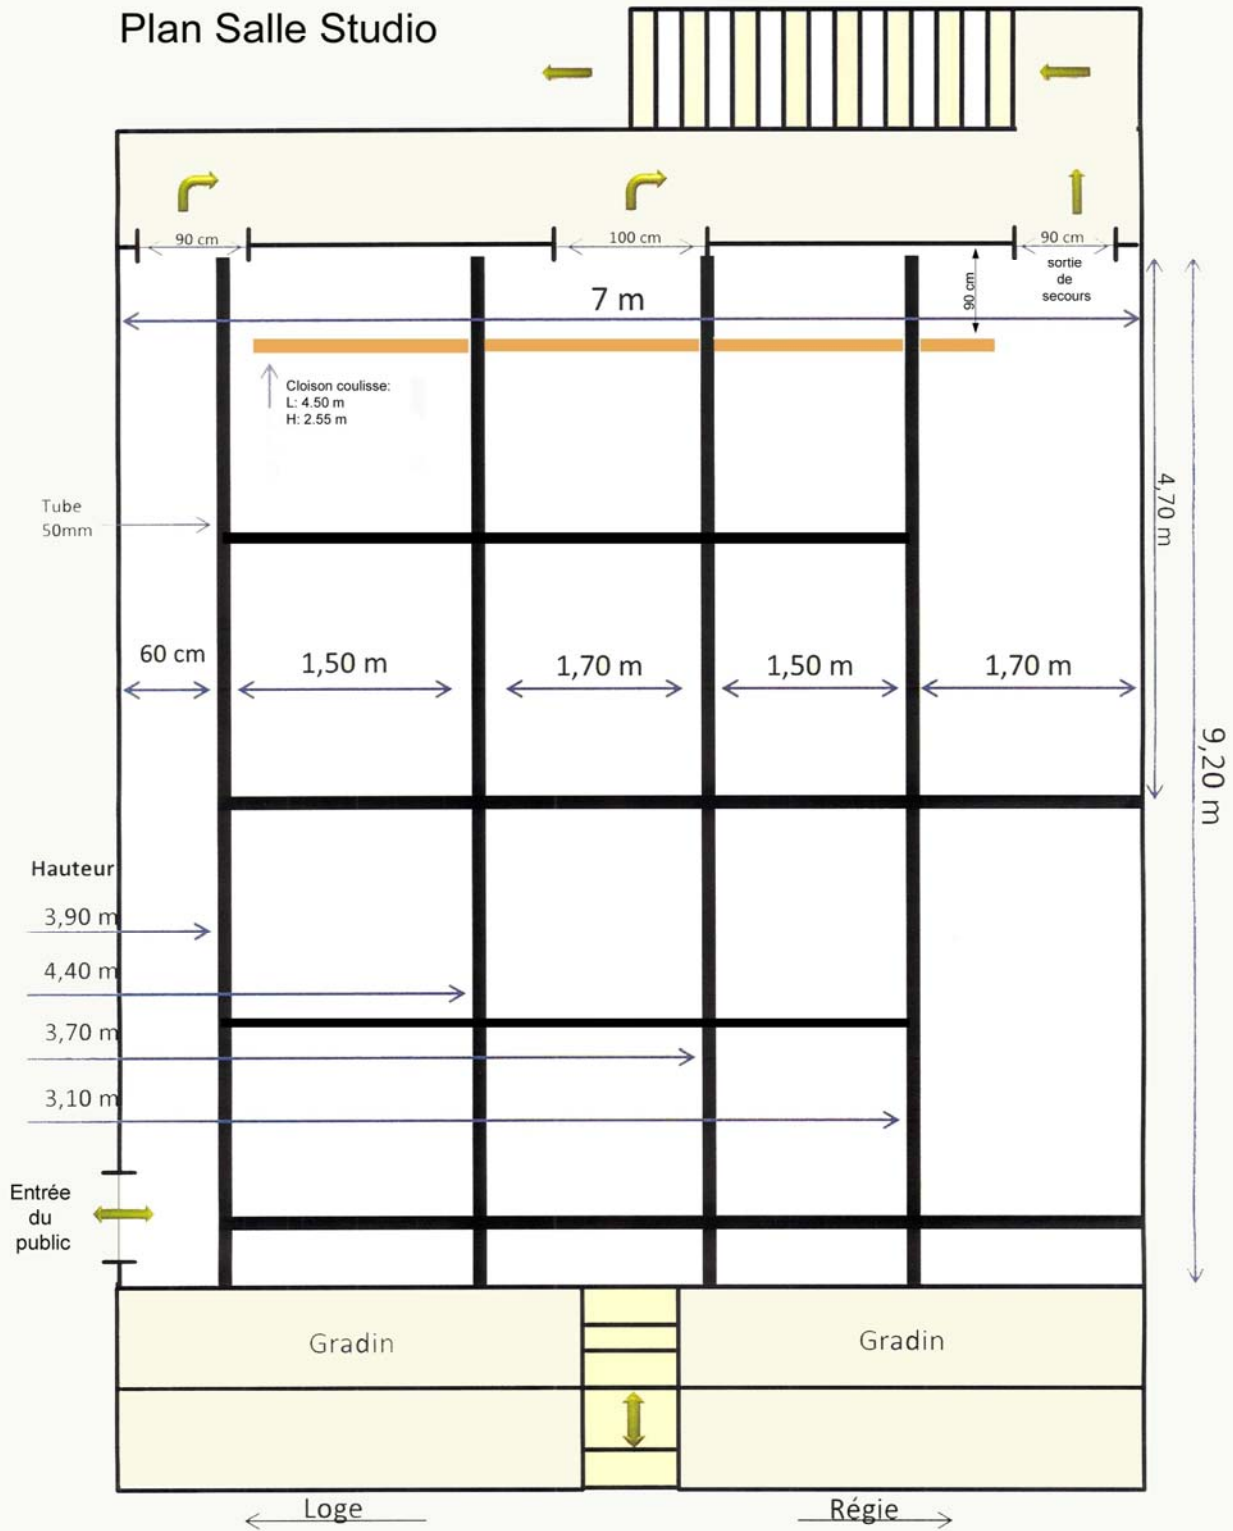 Plan Salle Studio
90 cm
100 cm
90 cm
sortie
de
secours
7 m
90 cm
Cloison coulisse:
L: 4.50 m
H: 2.55 m
Tube
50mm
4,70 m
60 cm
1,50 m
1,70 m
1,50 m
1,70 m
9,20 m
Hauteur
3,90 m
4,40 m
3,70 m
3,10 m
Entrée
du
public
Gradin
Gradin
Loge
Régie